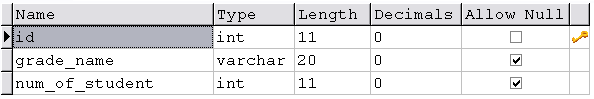 Name Type Length Decimals Allow Null
id int 11 0
grade_name varchar 20 0
num_of_student int 11 0